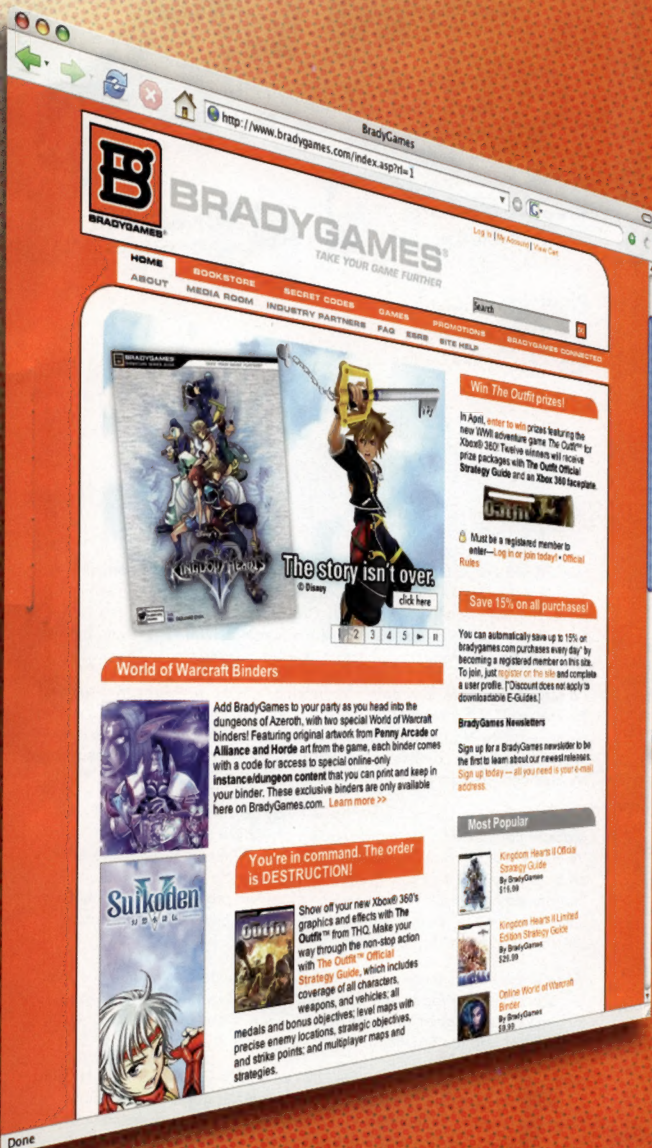 BradyGames
http://www.bradygames.com/index.asp?rl=1
BRADYGAMES®
BRADYGAMES®
TAKE YOUR GAME FURTHER
Log In | My Account | View Cart
Search
HOME BOOKSTORE SECRET CODES GAMES PROMOTIONS BRADYGAMES CONNECTED
ABOUT MEDIA ROOM INDUSTRY PARTNERS FAQ ESRB SITE HELP
BRADYGAMES
Disney's
KINGDOM HEARTS
The story isn't over.
© Disney
click here
2 3 4 5
World of Warcraft Binders
Add BradyGames to your party as you head into the
dungeons of Azeroth, with two special World of Warcraft
binders! Featuring original artwork from Penny Arcade or
Alliance and Horde art from the game, each binder comes
with a code for access to special online-only
instance/dungeon content that you can print and keep in
your binder. These exclusive binders are only available
here on BradyGames.com. Learn more >>
Suikoden V
You're in command. The order
is DESTRUCTION!
OUTFIT
Show off your new Xbox® 360's
graphics and effects with The
Outfit™ from THQ. Make your
way through the non-stop action
with The Outfit™ Official
Strategy Guide, which includes
coverage of all characters,
weapons, and vehicles; all
medals and bonus objectives; level maps with
precise enemy locations, strategic objectives,
and strike points; and multiplayer maps and
strategies.
Win The Outfit prizes!
In April, enter to win prizes featuring the
new WWII adventure game The Outfit™ for
Xbox® 360! Twelve winners will receive
prize packages with The Outfit Official
Strategy Guide and an Xbox 360 faceplate.
Must be a registered member to
enter—Log in or join today! • Official
Rules
Save 15% on all purchases!
You can automatically save up to 15% on
bradygames.com purchases every day* by
becoming a registered member on this site.
To join, just register on the site and complete
a user profile. [*Discount does not apply to
downloadable E-Guides.]
BradyGames Newsletters
Sign up for a BradyGames newsletter to be
the first to learn about our newest releases.
Sign up today — all you need is your e-mail
address.
Most Popular
Kingdom Hearts II Official
Strategy Guide
By BradyGames
$15.99
Kingdom Hearts II Limited
Edition Strategy Guide
By BradyGames
Online World of Warcraft
Binder
By BradyGames
$9.99
Done